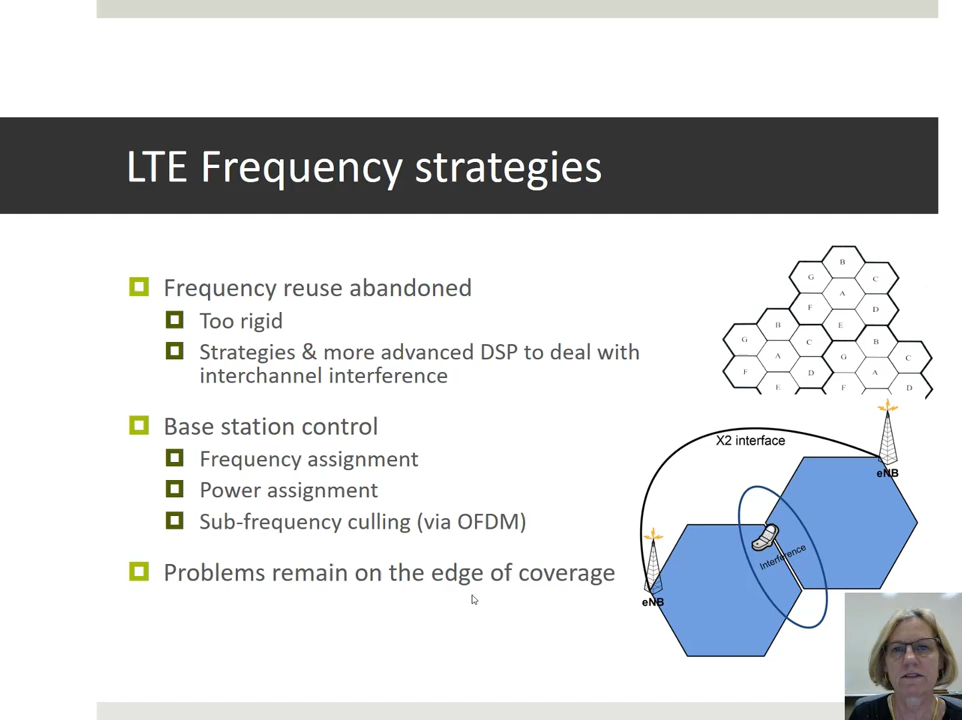 LTE Frequency strategies
Frequency reuse abandoned
Too rigid
Strategies & more advanced DSP to deal with
interchannel interference
Base station control
Frequency assignment
Power assignment
Sub-frequency culling (via OFDM)
Problems remain on the edge of coverage
B
G
C
A
F
D
B
E
G
C
B
A
G
C
F
D
A
E
F
D
X2 interface
eNB
Interference
eNB